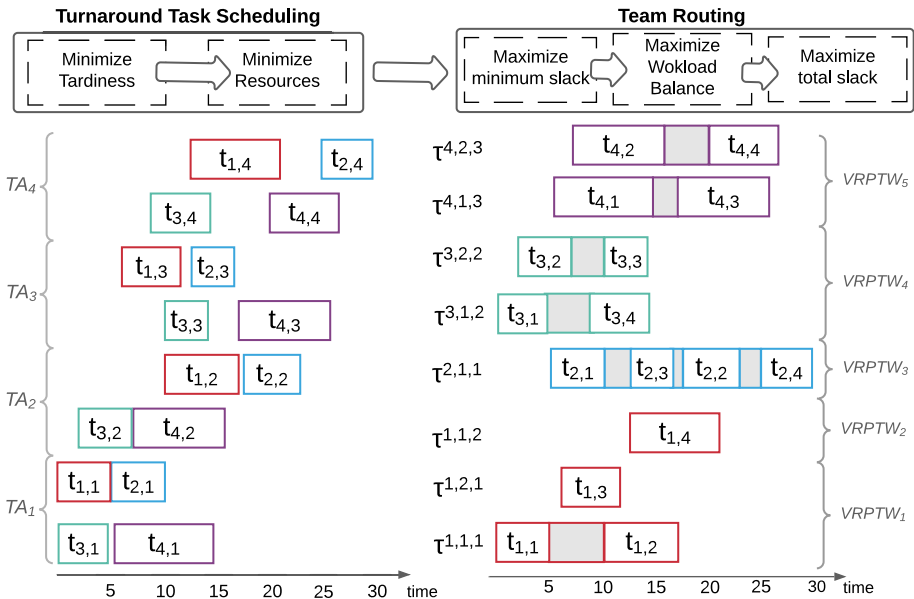 Turnaround Task Scheduling
Team Routing
Minimize
Tardiness
Minimize
Resources
Maximize
minimum slack
Maximize
Wokload
Balance
Maximize
total slack
TA4
t1,4
t2,4
t3,4
t4,4
TA3
t1,3
t2,3
t3,3
t4,3
TA2
t1,2
t2,2
t3,2
t4,2
TA1
t1,1
t2,1
t3,1
t4,1
5
10
15
20
25
30
time
τ4,2,3
t4,2
t4,4
τ4,1,3
t4,1
t4,3
VRPTW5
τ3,2,2
t3,2
t3,3
τ3,1,2
t3,1
t3,4
VRPTW4
τ2,1,1
t2,1
t2,3
t2,2
t2,4
VRPTW3
τ1,1,2
t1,4
VRPTW2
τ1,2,1
t1,3
τ1,1,1
t1,1
t1,2
VRPTW1
5
10
15
20
25
30
time